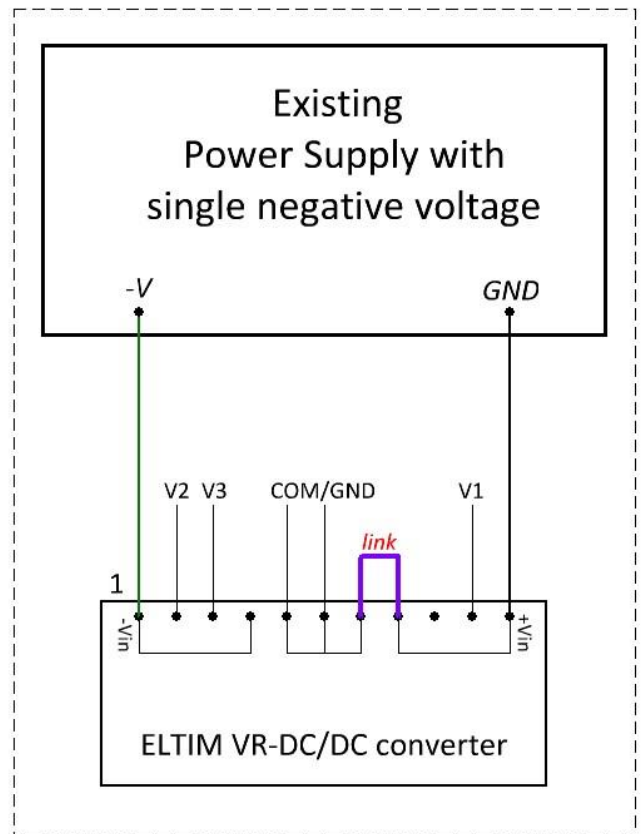 Existing
Power Supply with
single negative voltage
-V
GND
V2 V3 COM/GND V1
link
1
-Vin
+Vin
ELTIM VR-DC/DC converter